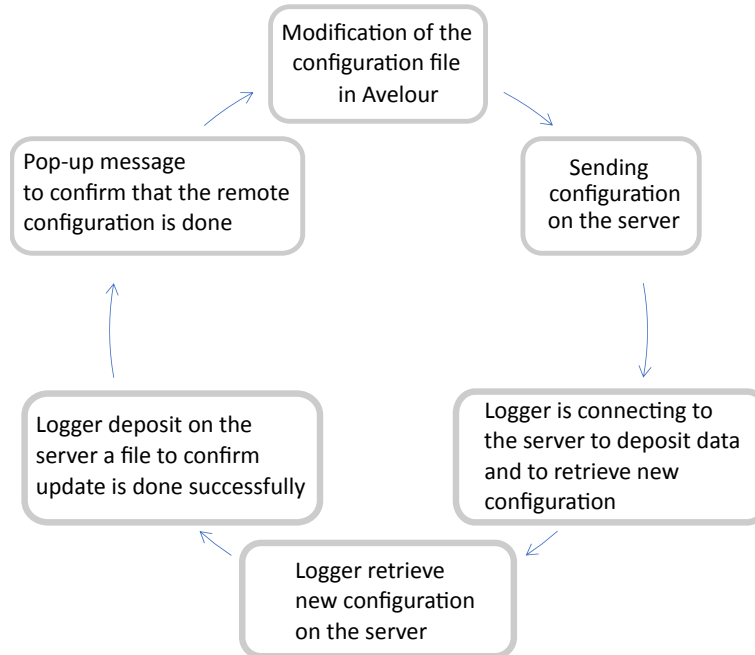 Modification of the
configuration file
in Avelour
Sending
configuration
on the server
Logger is connecting to
the server to deposit data
and to retrieve new
configuration
Logger retrieve
new configuration
on the server
Logger deposit on the
server a file to confirm
update is done successfully
Pop-up message
to confirm that the remote
configuration is done